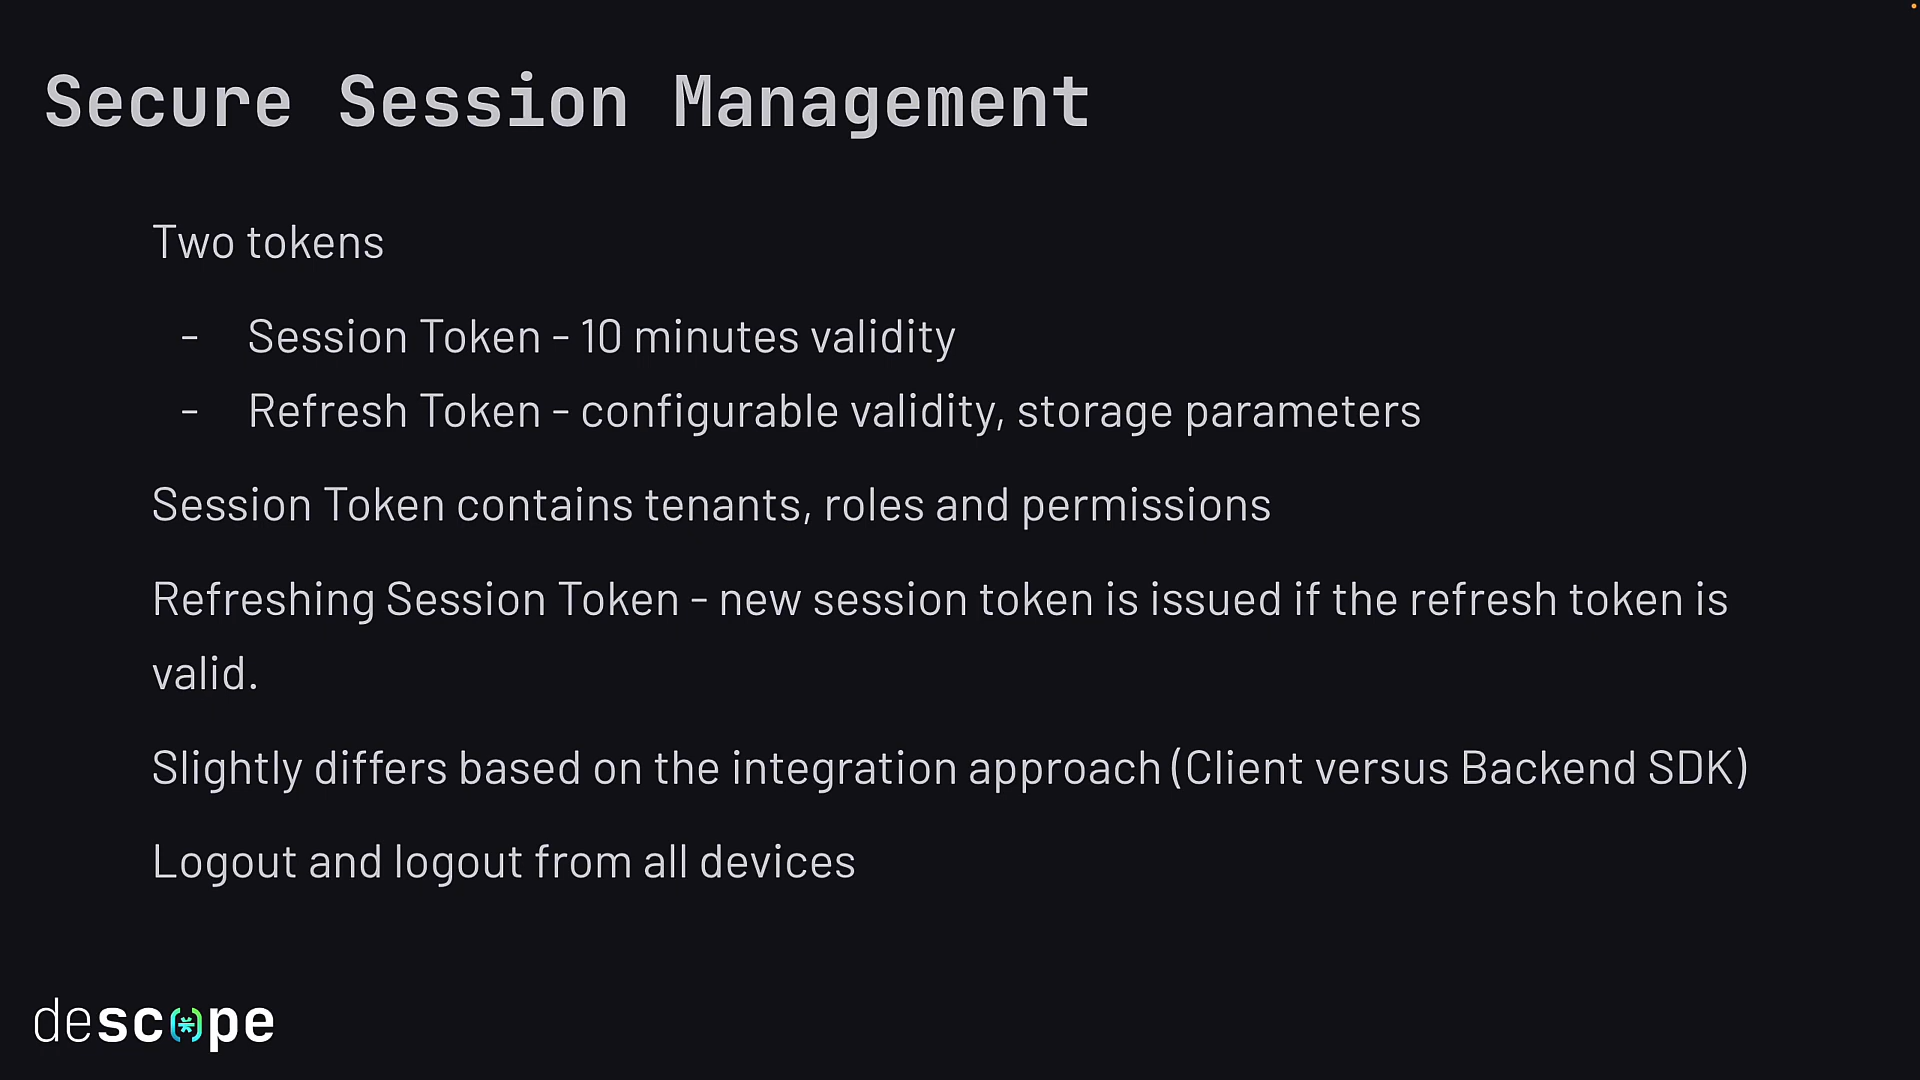 Secure Session Management
Two tokens
- Session Token - 10 minutes validity
- Refresh Token - configurable validity, storage parameters
Session Token contains tenants, roles and permissions
Refreshing Session Token - new session token is issued if the refresh token is
valid.
Slightly differs based on the integration approach (Client versus Backend SDK)
Logout and logout from all devices
descope